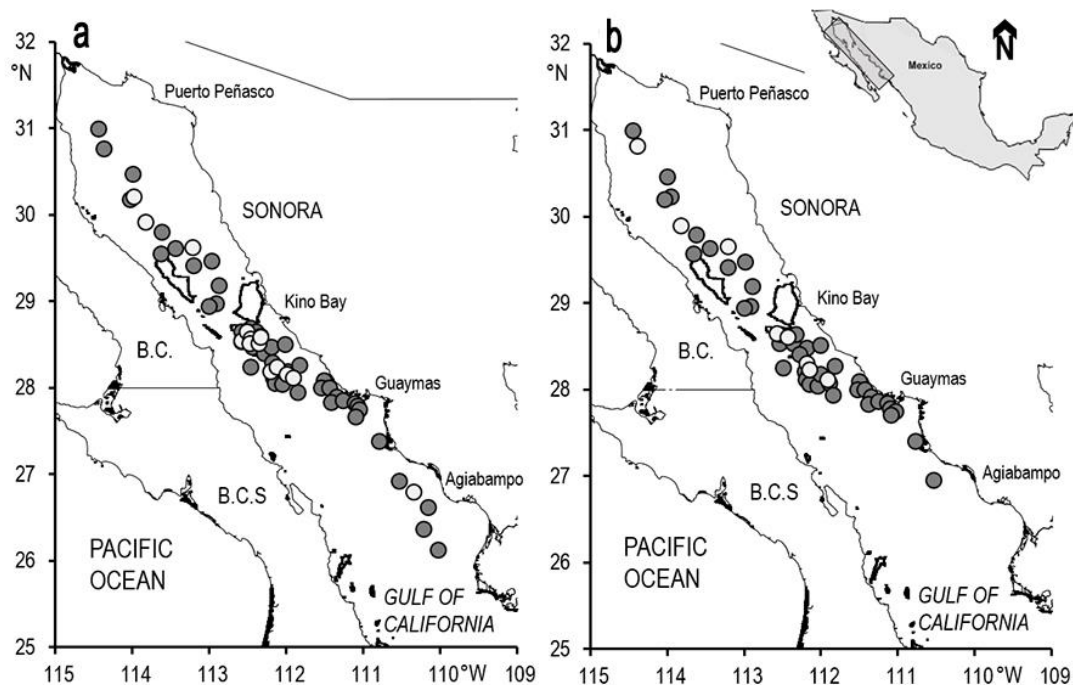 a
32
°N
31
30
29
28
27
26
25
115
114
113
112
111
110
°W
109
Puerto Peñasco
SONORA
Kino Bay
B.C.
Guaymas
Agiabampo
B.C.S
PACIFIC
OCEAN
GULF OF
CALIFORNIA
b
32
°N
31
30
29
28
27
26
25
115
114
113
112
111
110
°W
109
Puerto Peñasco
SONORA
Kino Bay
B.C.
Guaymas
Agiabampo
B.C.S
PACIFIC
OCEAN
GULF OF
CALIFORNIA
Mexico
N